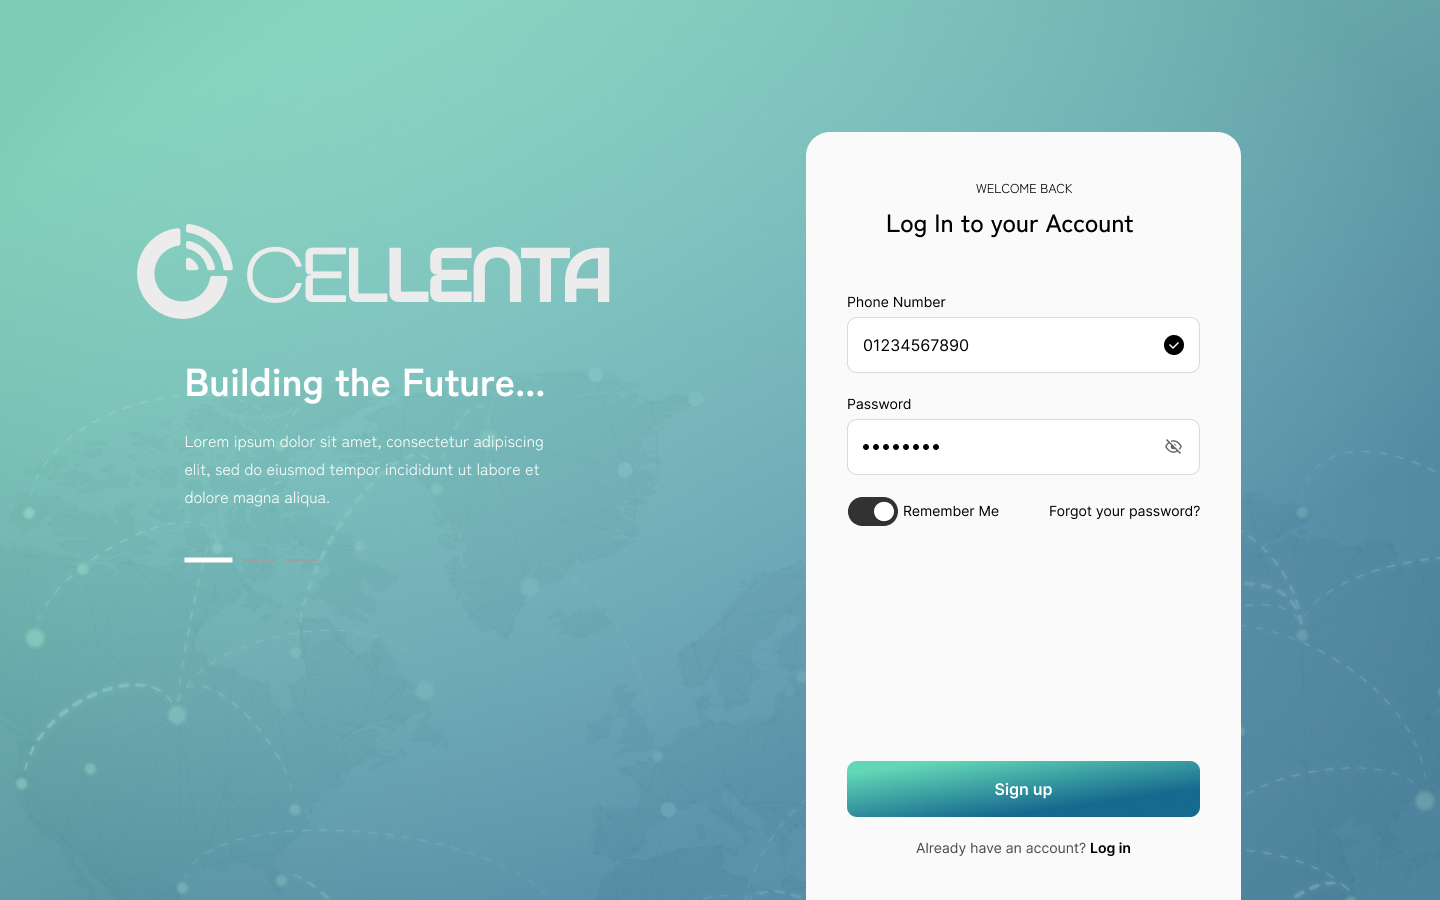 CELLENTA
Building the Future...
Lorem ipsum dolor sit amet, consectetur adipiscing
elit, sed do eiusmod tempor incididunt ut labore et
dolore magna aliqua.
WELCOME BACK
Log In to your Account
Phone Number
01234567890
Password
••••••••
Remember Me
Forgot your password?
Sign up
Already have an account? Log in